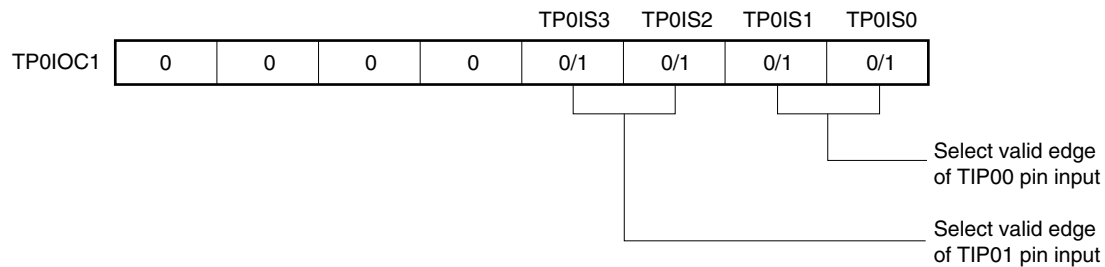 TP0IS3 TP0IS2 TP0IS1 TP0IS0
TP0IOC1 0 0 0 0 0/1 0/1 0/1 0/1
Select valid edge
of TIP00 pin input
Select valid edge
of TIP01 pin input